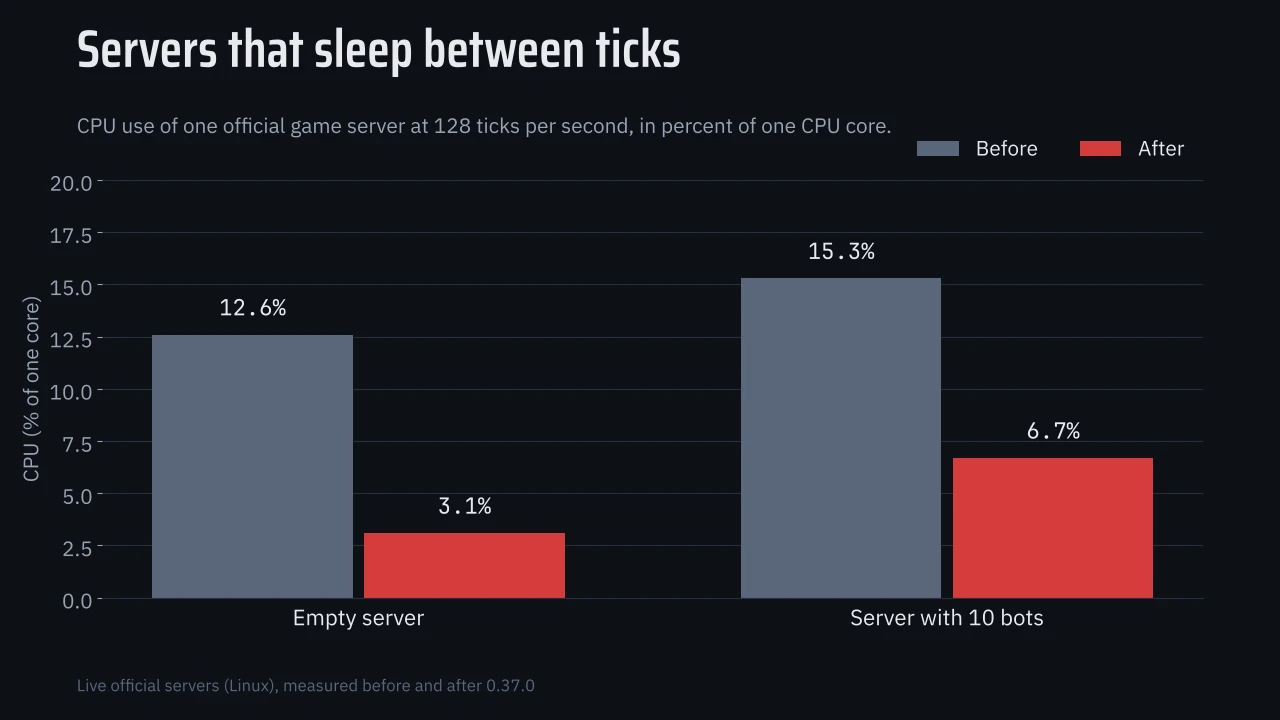 Servers that sleep between ticks
CPU use of one official game server at 128 ticks per second, in percent of one CPU core.
Before
After
CPU (% of one core)
20.0
17.5
15.0
12.5
10.0
7.5
5.0
2.5
0.0
12.6%
3.1%
15.3%
6.7%
Empty server
Server with 10 bots
Live official servers (Linux), measured before and after 0.37.0